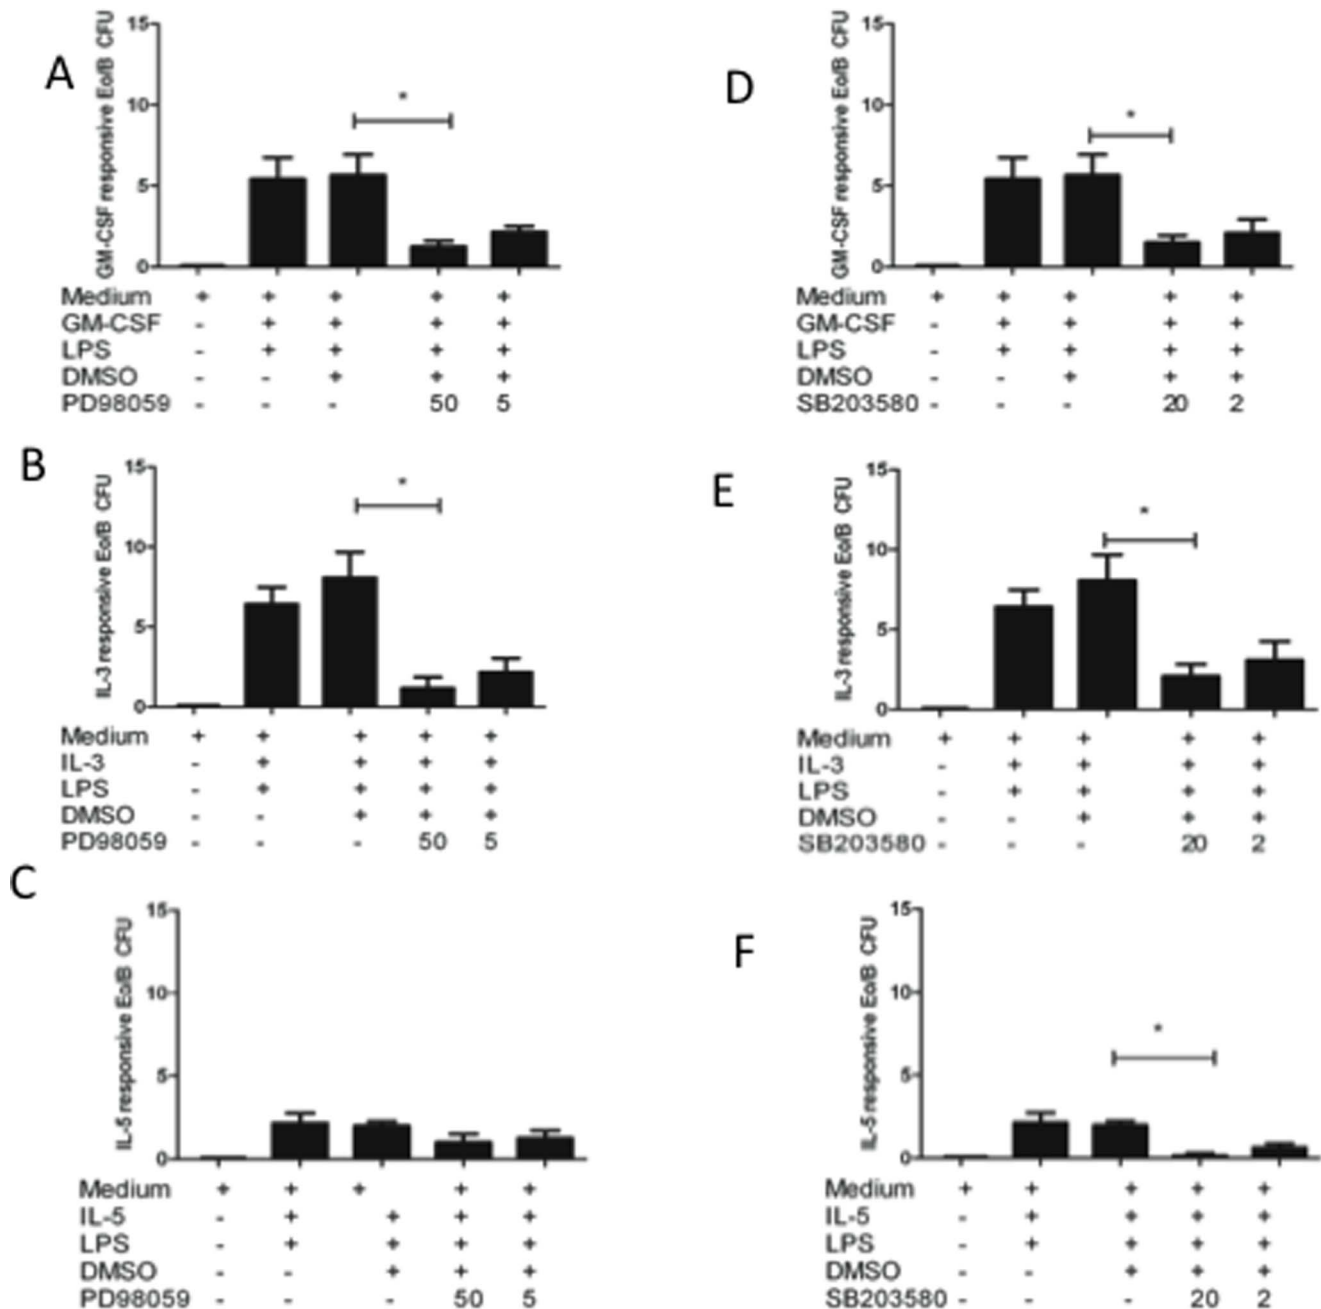 A
GM-CSF responsive Eo/B CFU
15
10
5
0
*
Medium + + + + +
GM-CSF - + + + +
LPS - + + + +
DMSO - - + + +
PD98059 - - - 50 5
B
IL-3 responsive Eo/B CFU
15
10
5
0
*
Medium + + + + +
IL-3 - + + + +
LPS - + + + +
DMSO - - + + +
PD98059 - - - 50 5
C
IL-5 responsive Eo/B CFU
15
10
5
0
Medium + + + + +
IL-5 - + + + +
LPS - + + + +
DMSO - - + + +
PD98059 - - - 50 5
D
GM-CSF responsive Eo/B CFU
15
10
5
0
*
Medium + + + + +
GM-CSF - + + + +
LPS - + + + +
DMSO - - + + +
SB203580 - - - 20 2
E
IL-3 responsive Eo/B CFU
15
10
5
0
*
Medium + + + + +
IL-3 - + + + +
LPS - + + + +
DMSO - - + + +
SB203580 - - - 20 2
F
IL-5 responsive Eo/B CFU
15
10
5
0
*
Medium + + + + +
IL-5 - + + + +
LPS - + + + +
DMSO - - + + +
SB203580 - - - 20 2